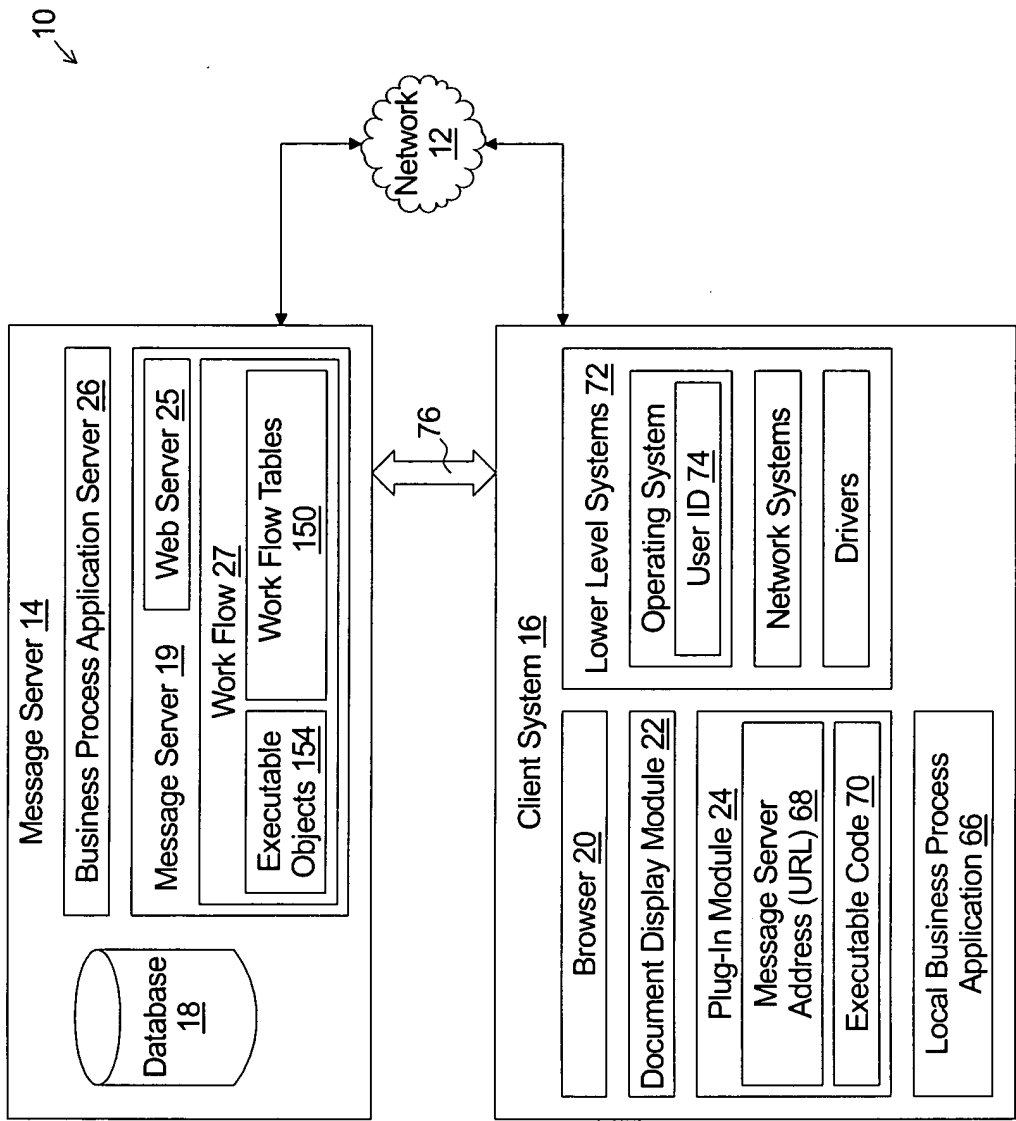 10
Message Server 14
Database
18
Business Process Application Server 26
Message Server 19
Web Server 25
Work Flow 27
Executable
Objects 154
Work Flow Tables
150
Network
12
76
Client System 16
Browser 20
Document Display Module 22
Plug-In Module 24
Message Server
Address (URL) 68
Executable Code 70
Local Business Process
Application 66
Lower Level Systems 72
Operating System
User ID 74
Network Systems
Drivers